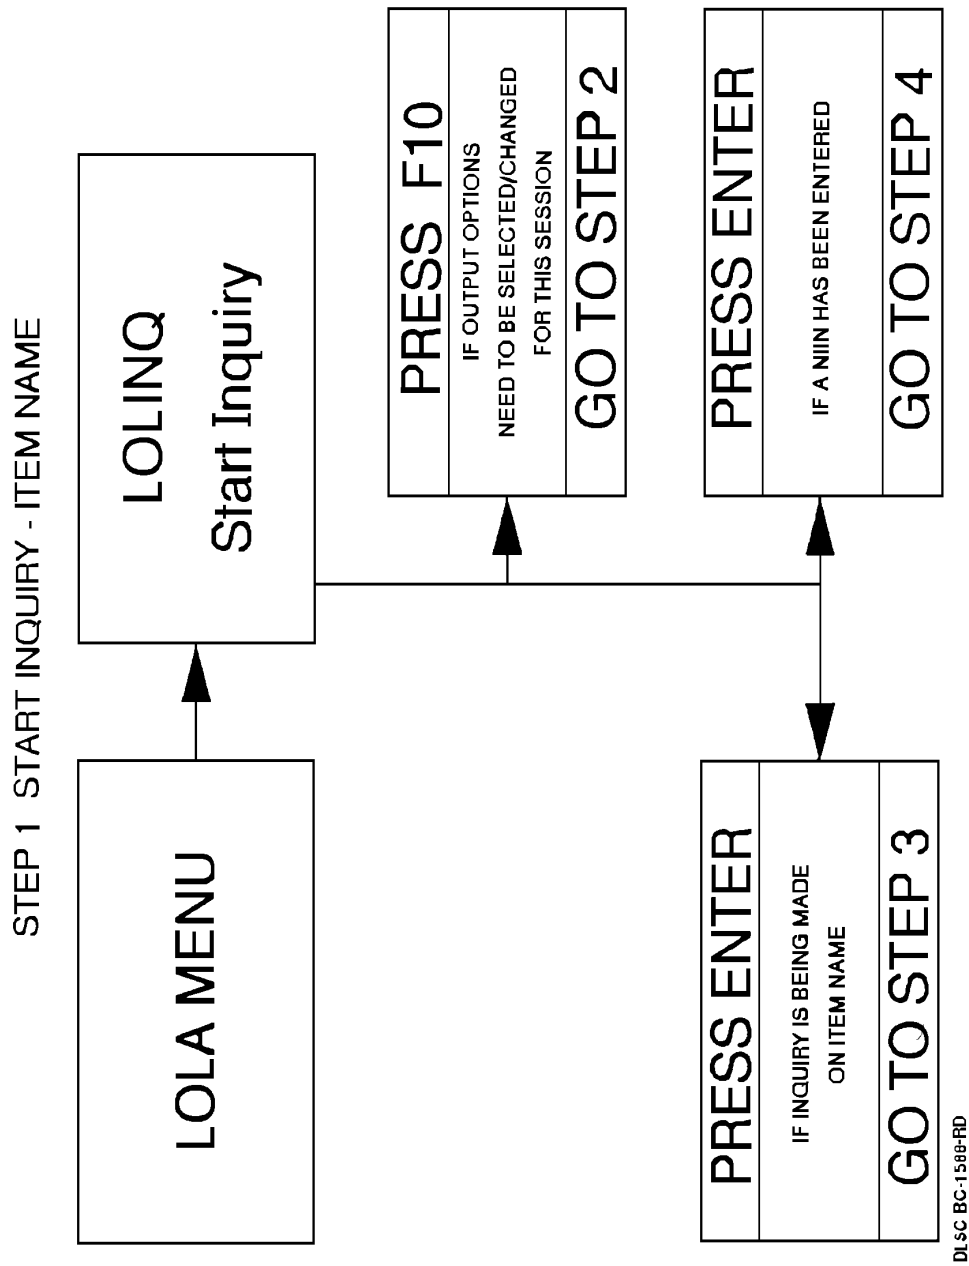 STEP 1 START INQUIRY - ITEM NAME
LOLA MENU
LOLINQ
Start Inquiry
PRESS F10
IF OUTPUT OPTIONS
NEED TO BE SELECTED/CHANGED
FOR THIS SESSION
GO TO STEP 2
PRESS ENTER
IF INQUIRY IS BEING MADE
ON ITEM NAME
GO TO STEP 3
PRESS ENTER
IF A NIIN HAS BEEN ENTERED
GO TO STEP 4
DLSC BC-1588-RD